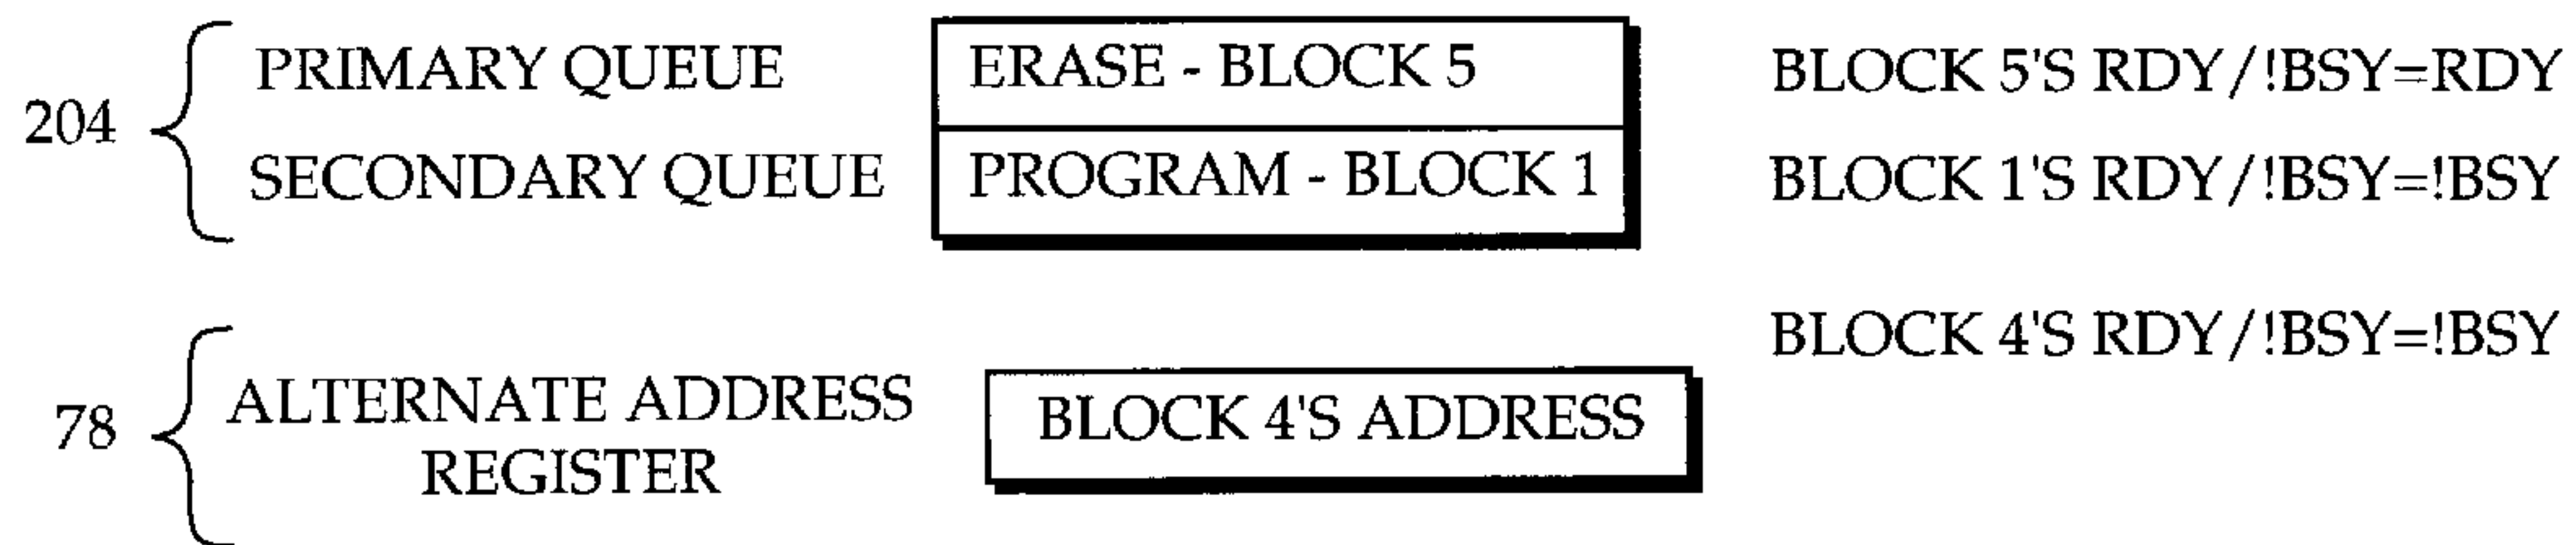 PRIMARY QUEUE ERASE - BLOCK 5 BLOCK 5'S RDY/!BSY=RDY
204
SECONDARY QUEUE PROGRAM - BLOCK 1 BLOCK 1'S RDY/!BSY=!BSY
BLOCK 4'S RDY/!BSY=!BSY
78
ALTERNATE ADDRESS BLOCK 4'S ADDRESS
REGISTER